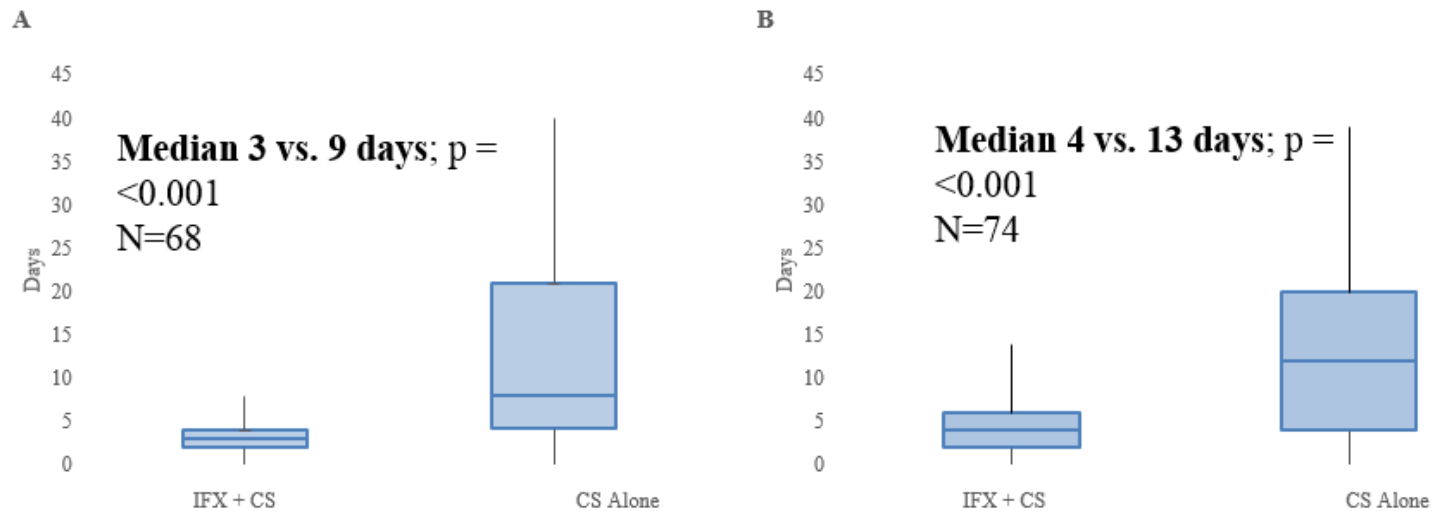 A
45
40
35
30
25
20
15
10
5
0
Days
Median 3 vs. 9 days; p =
<0.001
N=68
IFX + CS
CS Alone
B
45
40
35
30
25
20
15
10
5
0
Days
Median 4 vs. 13 days; p =
<0.001
N=74
IFX + CS
CS Alone